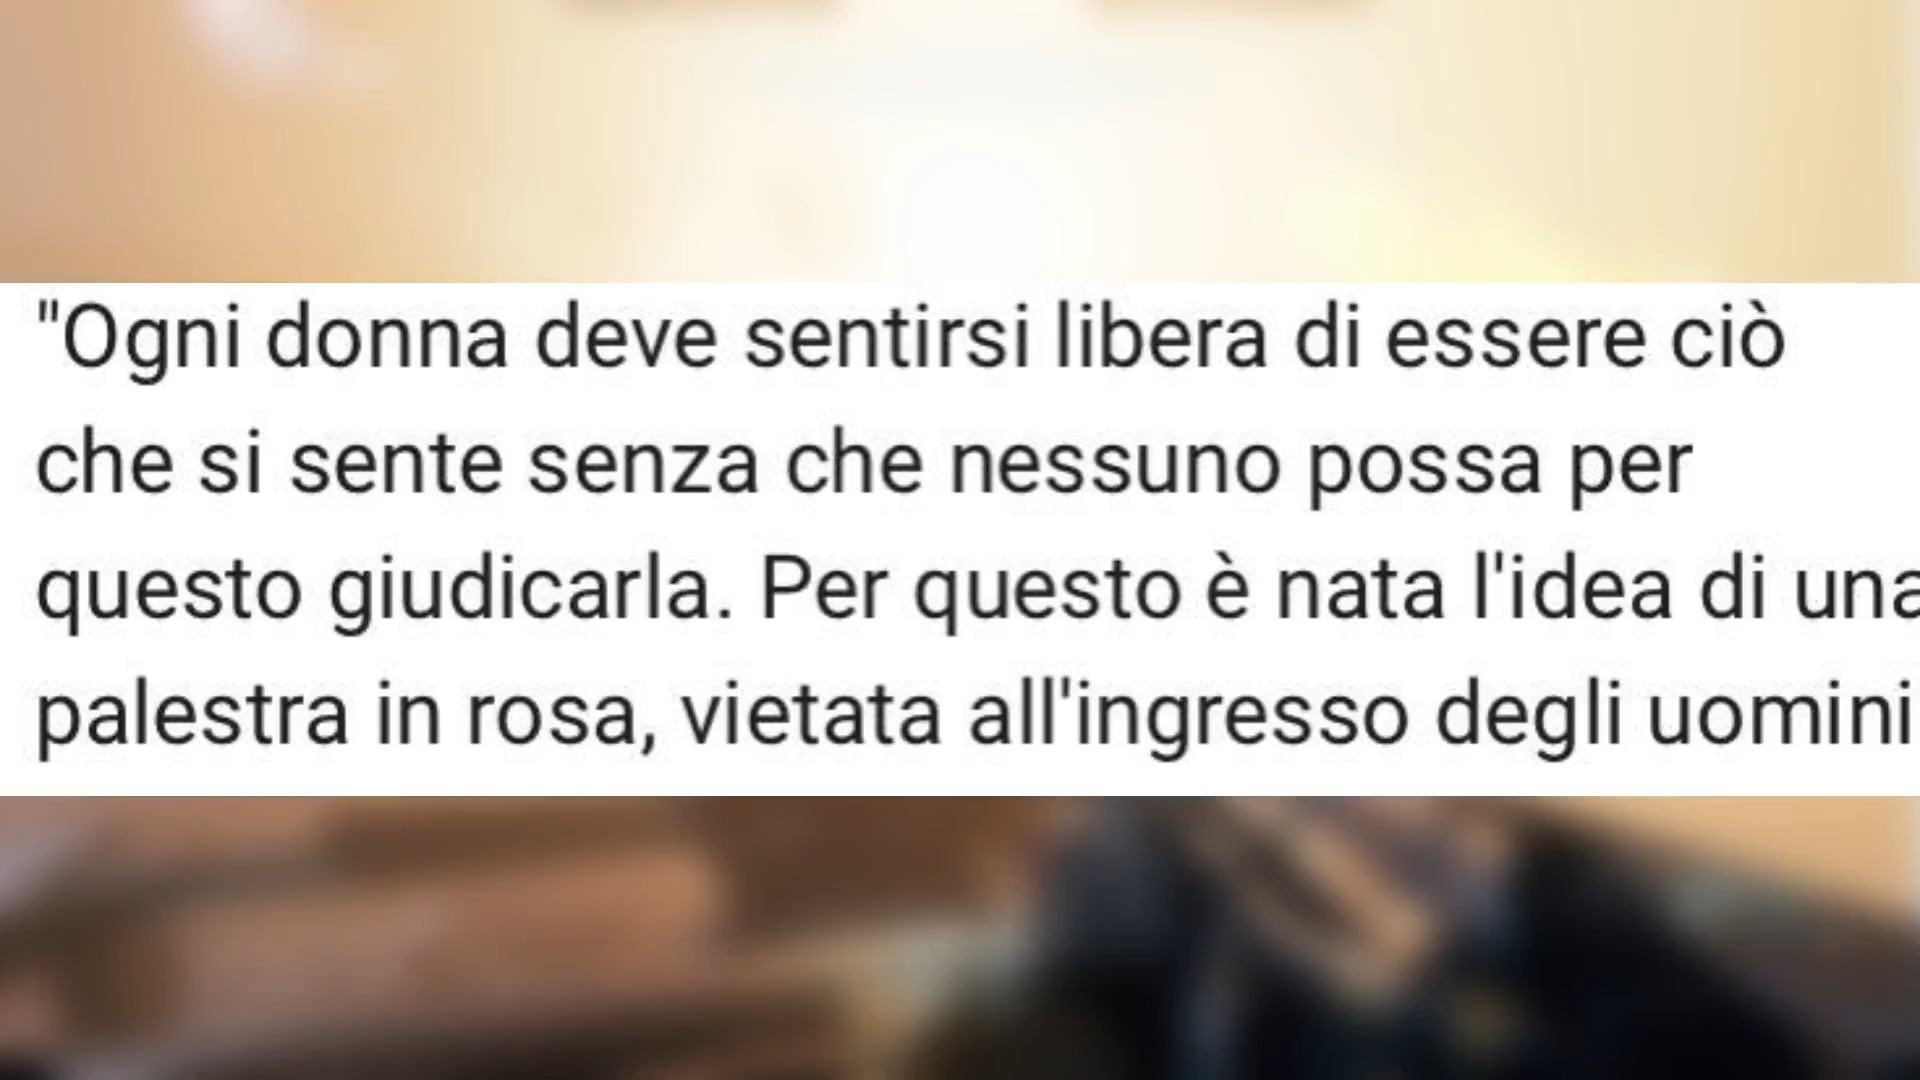 "Ogni donna deve sentirsi libera di essere ciò
che si sente senza che nessuno possa per
questo giudicarla. Per questo è nata l'idea di una
palestra in rosa, vietata all'ingresso degli uomini